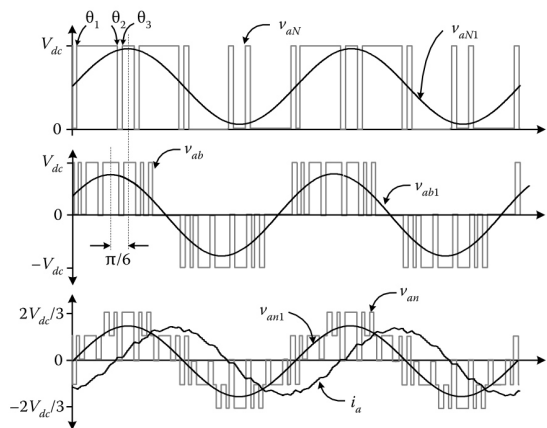 θ1 θ2 θ3
vaN
vaN1
Vdc
0
Vdc
vab
vab1
0
π/6
−Vdc
2Vdc/3
van1
van
0
−2Vdc/3
ia